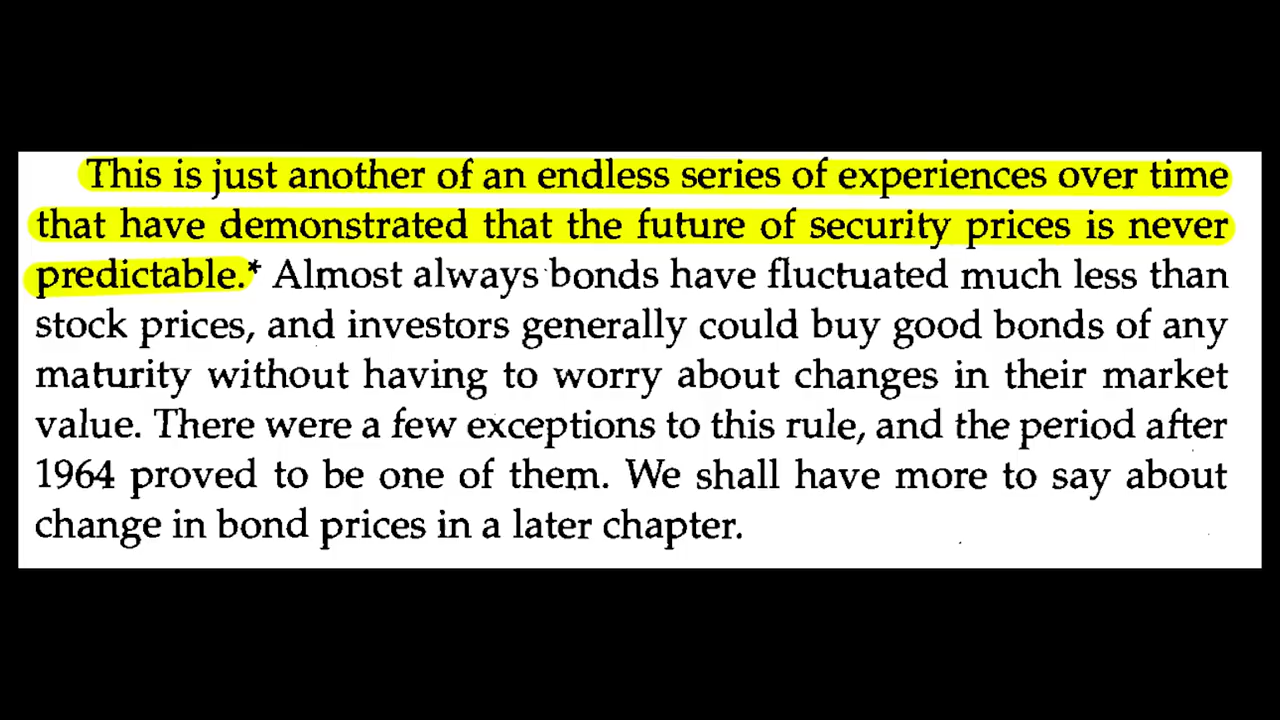 This is just another of an endless series of experiences over time
that have demonstrated that the future of security prices is never
predictable.* Almost always bonds have fluctuated much less than
stock prices, and investors generally could buy good bonds of any
maturity without having to worry about changes in their market
value. There were a few exceptions to this rule, and the period after
1964 proved to be one of them. We shall have more to say about
change in bond prices in a later chapter.